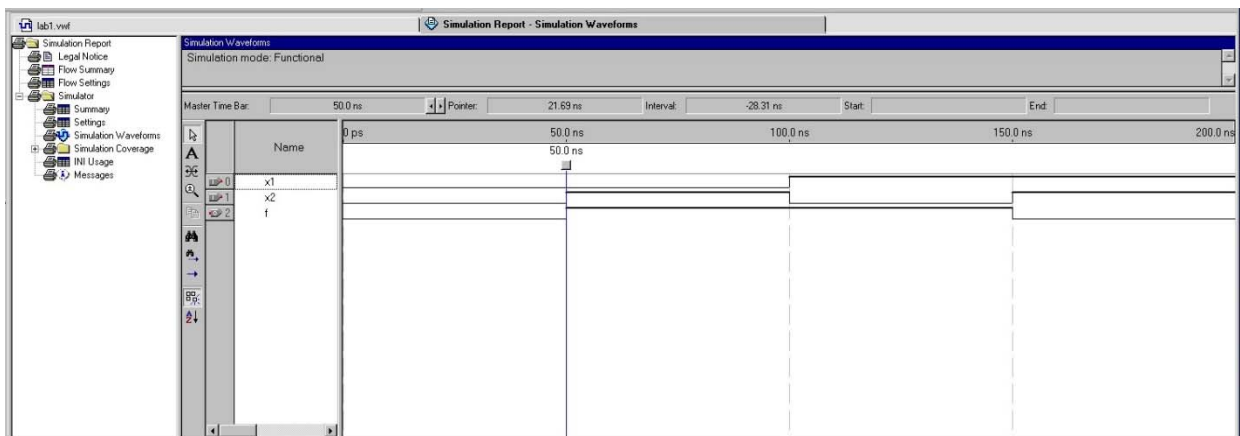 lab1.vwf
Simulation Report - Simulation Waveforms
Simulation Report
Legal Notice
Flow Summary
Flow Settings
Simulator
Summary
Settings
Simulation Waveforms
Simulation Coverage
INI Usage
Messages
Simulation Waveforms
Simulation mode: Functional
Master Time Bar: 50.0 ns Pointer: 21.69 ns Interval: -28.31 ns Start: End:
Name
0 ps 50.0 ns 100.0 ns 150.0 ns 200.0 ns
50.0 ns
0 x1
1 x2
2 f